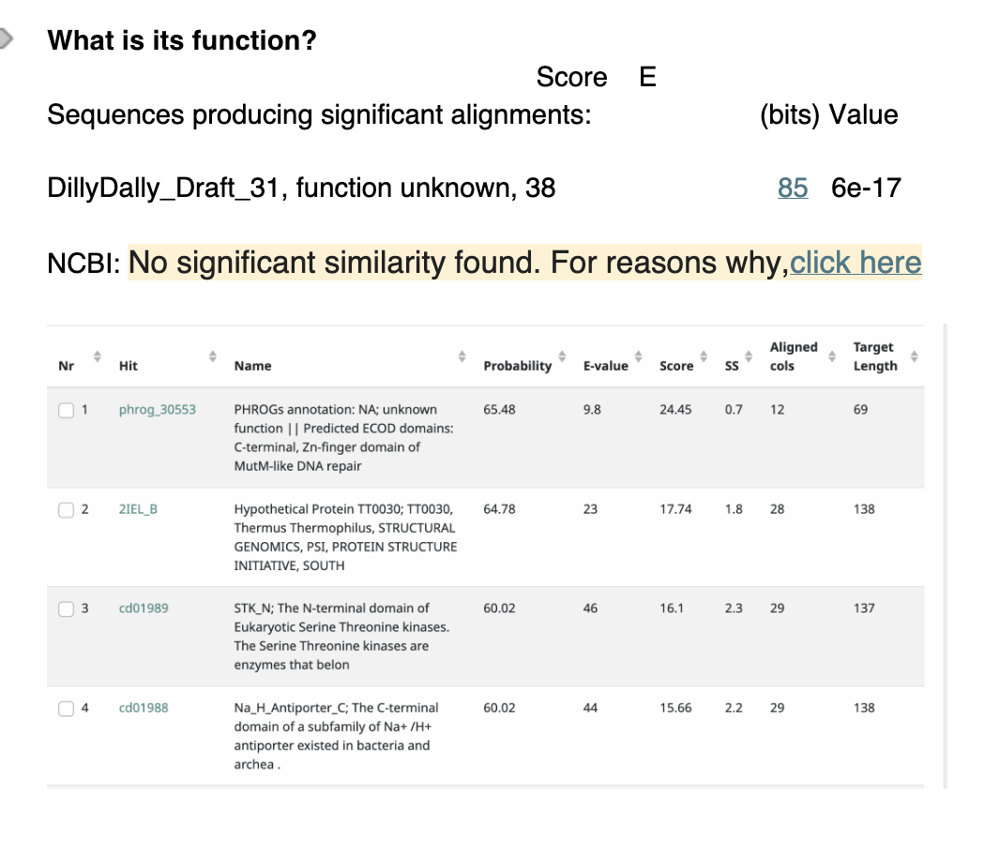 What is its function?
Score E
Sequences producing significant alignments: (bits) Value
DillyDally_Draft_31, function unknown, 38 85 6e-17
NCBI: No significant similarity found. For reasons why,click here
Nr Hit Name Probability E-value Score SS Aligned cols Target Length
1 phrog_30553 PHROGs annotation: NA; unknown 65.48 9.8 24.45 0.7 12 69
function || Predicted ECOD domains:
C-terminal, Zn-finger domain of
MutM-like DNA repair
2 2IEL_B Hypothetical Protein TT0030; TT0030, 64.78 23 17.74 1.8 28 138
Thermus Thermophilus, STRUCTURAL
GENOMICS, PSI, PROTEIN STRUCTURE
INITIATIVE, SOUTH
3 cd01989 STK_N; The N-terminal domain of 60.02 46 16.1 2.3 29 137
Eukaryotic Serine Threonine kinases.
The Serine Threonine kinases are
enzymes that belon
4 cd01988 Na_H_Antiporter_C; The C-terminal 60.02 44 15.66 2.2 29 138
domain of a subfamily of Na+ /H+
antiporter existed in bacteria and
archea .